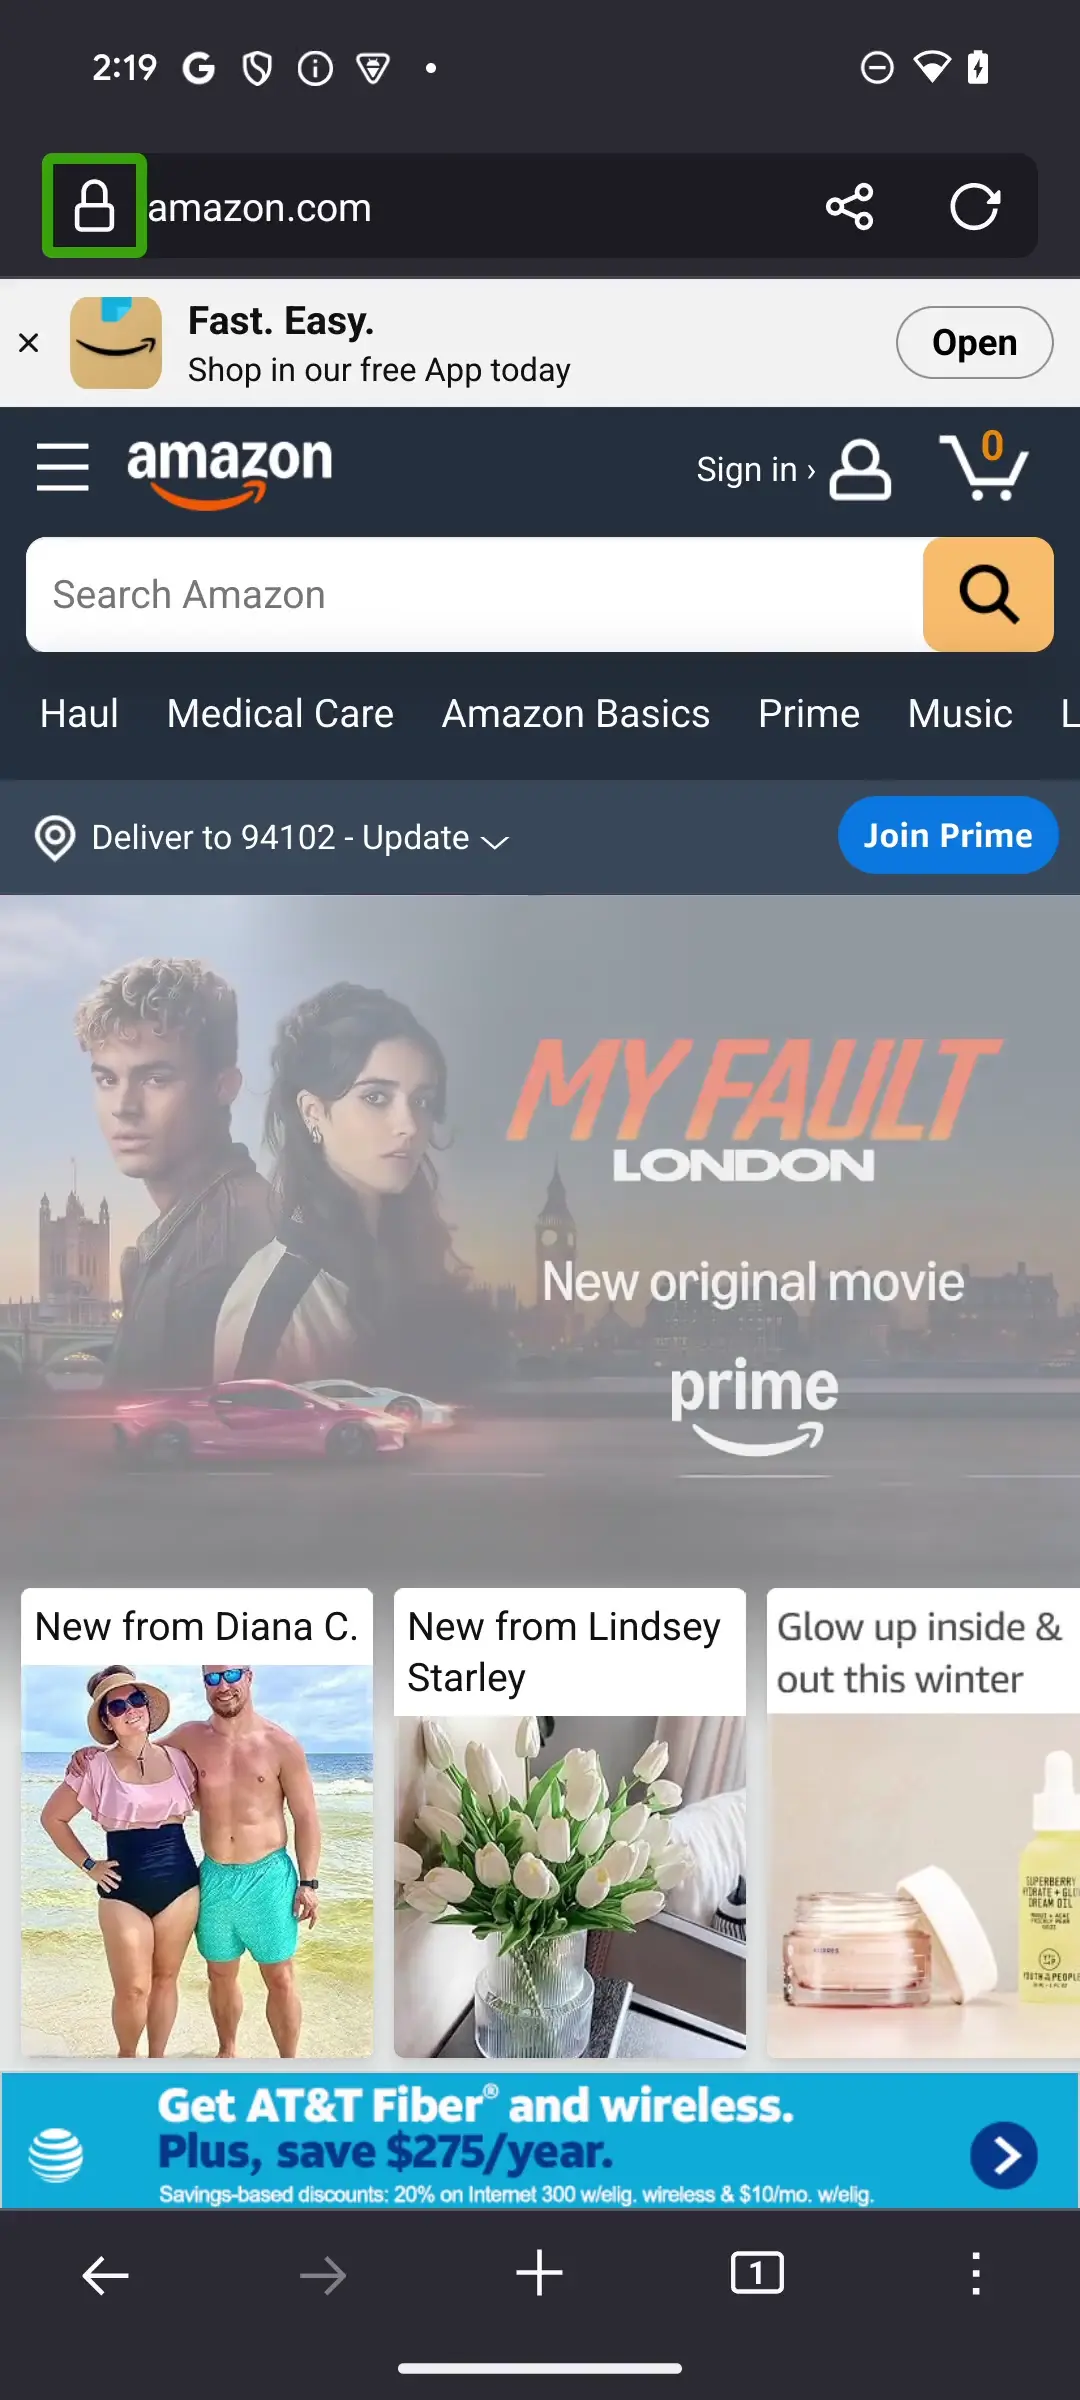 2:19
amazon.com
Fast. Easy.
Shop in our free App today
Open
amazon
Sign in ›
0
Search Amazon
Haul Medical Care Amazon Basics Prime Music L
Deliver to 94102 - Update
Join Prime
MY FAULT
LONDON
New original movie
prime
New from Diana C.
New from Lindsey
Starley
Glow up inside &
out this winter
SUPERBERRY
DREAM OIL
YOUTH TO THE PEOPLE
Get AT&T Fiber® and wireless.
Plus, save $275/year.
Savings-based discounts: 20% on Internet 300 w/elig. wireless & $10/mo. w/elig.
1